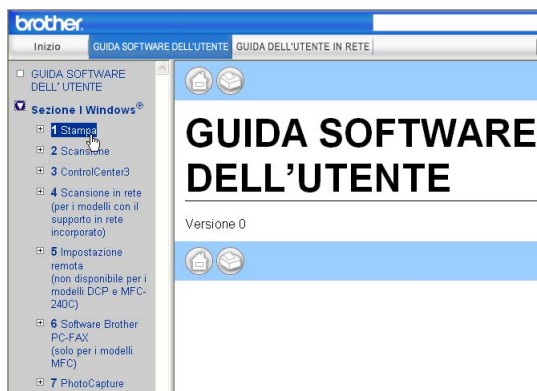 brother.
Inizio
GUIDA SOFTWARE DELL'UTENTE
GUIDA DELL'UTENTE IN RETE
GUIDA SOFTWARE
DELL' UTENTE
Sezione I Windows®
1 Stampa
2 Scansione
3 ControlCenter3
4 Scansione in rete
(per i modelli con il
supporto in rete
incorporato)
5 Impostazione
remota
(non disponibile per i
modelli DCP e MFC-
240C)
6 Software Brother
PC-FAX
(solo per i modelli
MFC)
7 PhotoCapture
GUIDA SOFTWARE
DELL’UTENTE
Versione 0